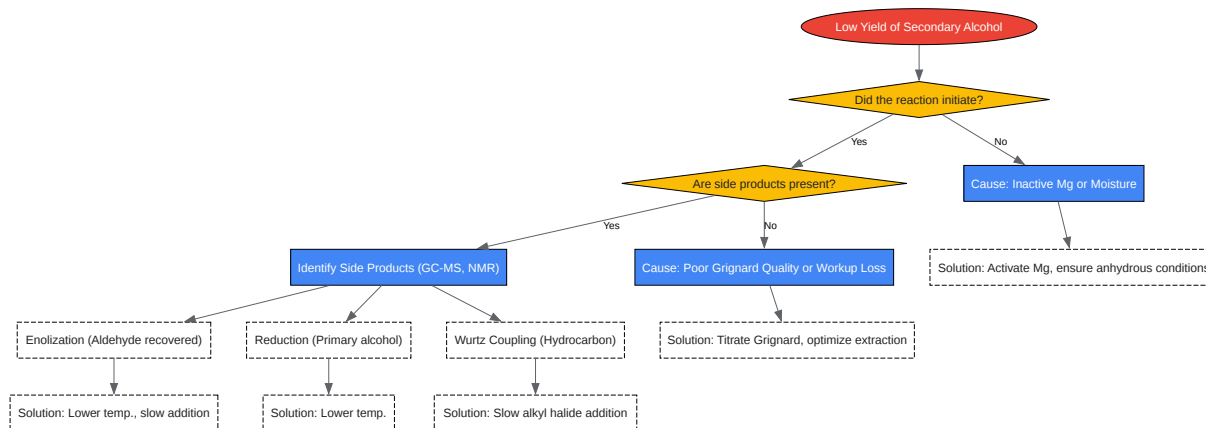 Low Yield of Secondary Alcohol
Did the reaction initiate?
Yes
No
Are side products present?
Cause: Inactive Mg or Moisture
Yes
No
Identify Side Products (GC-MS, NMR)
Cause: Poor Grignard Quality or Workup Loss
Solution: Activate Mg, ensure anhydrous conditions
Enolization (Aldehyde recovered)
Reduction (Primary alcohol)
Wurtz Coupling (Hydrocarbon)
Solution: Titrate Grignard, optimize extraction
Solution: Lower temp., slow addition
Solution: Lower temp.
Solution: Slow alkyl halide addition